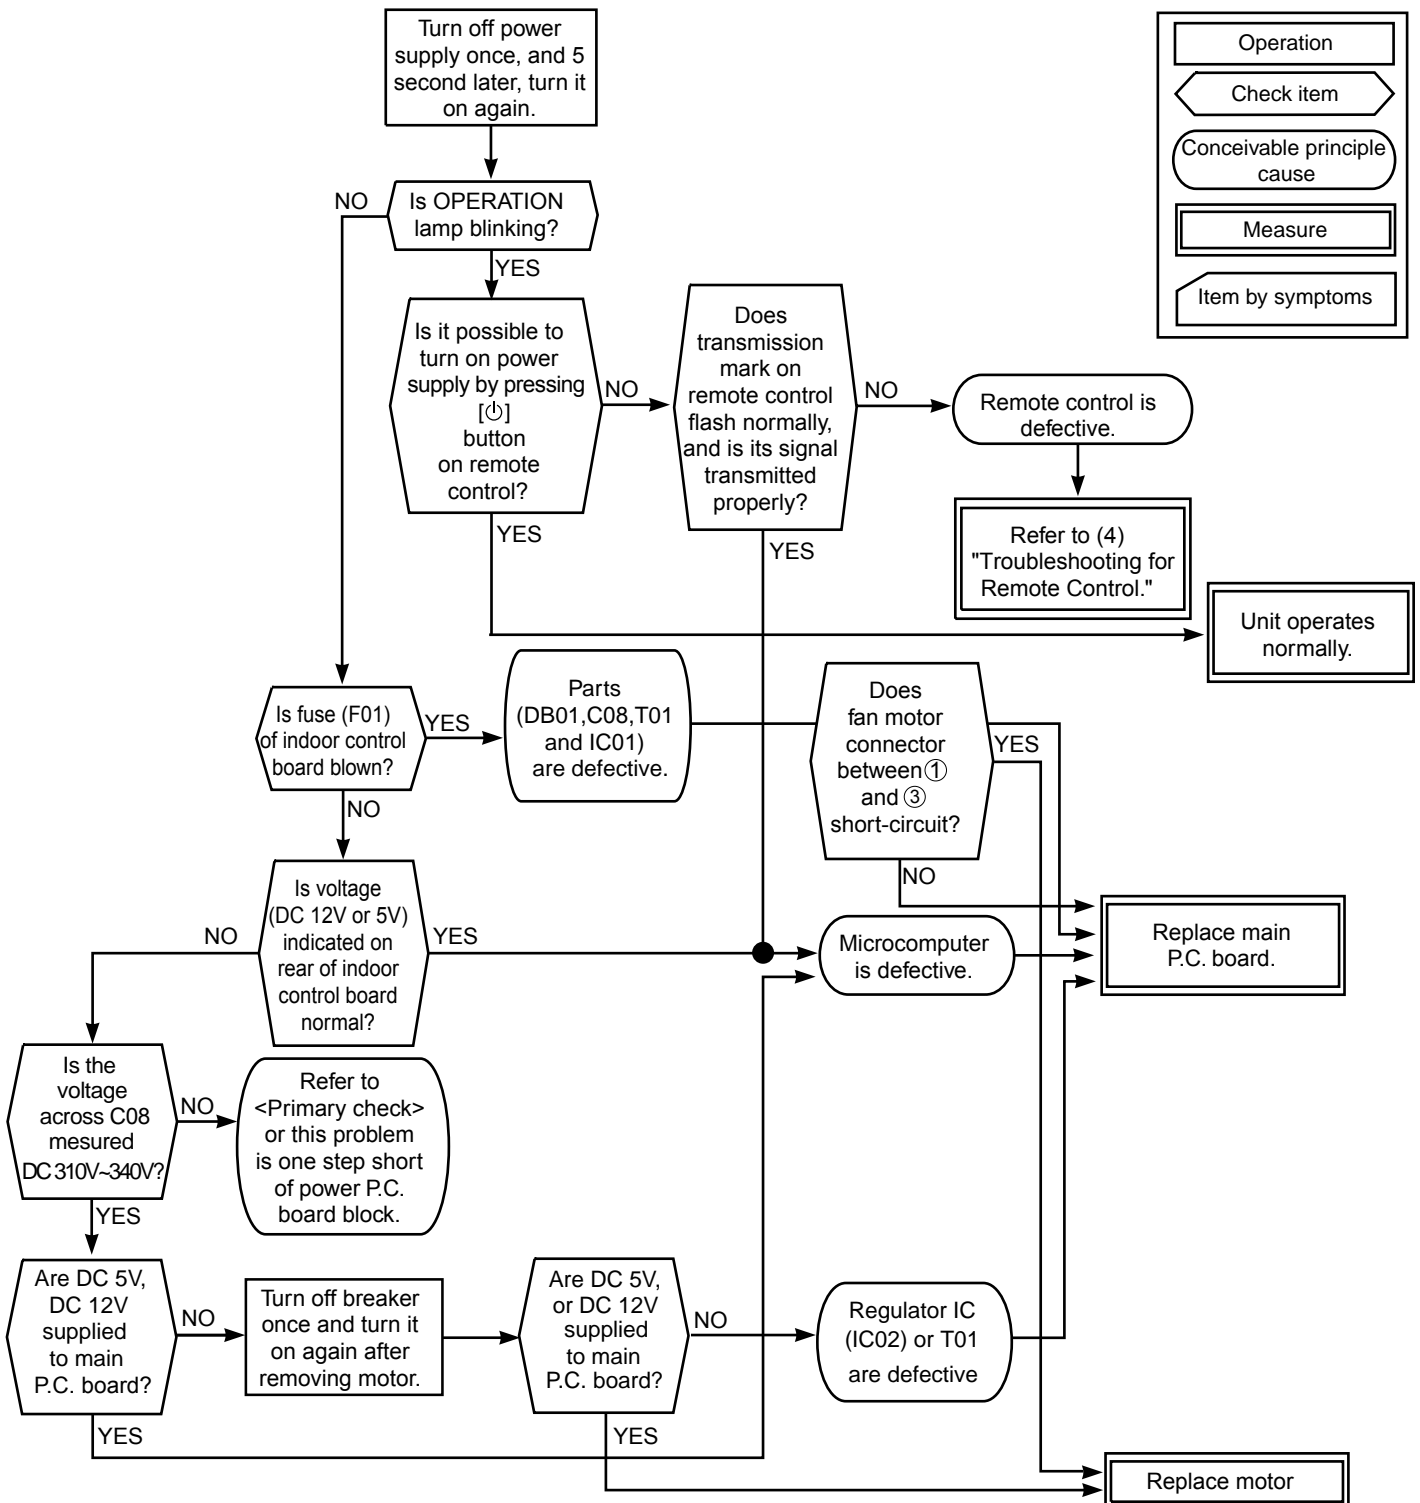 Turn off power
supply once, and 5
second later, turn it
on again.
Operation
Check item
Conceivable principle
cause
Measure
Item by symptoms
Is OPERATION
lamp blinking?
NO
YES
Is it possible to
turn on power
supply by pressing
[⏻]
button
on remote
control?
NO
YES
Does
transmission
mark on
remote control
flash normally,
and is its signal
transmitted
properly?
NO
YES
Remote control is
defective.
Refer to (4)
"Troubleshooting for
Remote Control."
Unit operates
normally.
Is fuse (F01)
of indoor control
board blown?
YES
NO
Parts
(DB01,C08,T01
and IC01)
are defective.
Does
fan motor
connector
between①
and ③
short-circuit?
YES
NO
Is voltage
(DC 12V or 5V)
indicated on
rear of indoor
control board
normal?
NO
YES
Microcomputer
is defective.
Replace main
P.C. board.
Is the
voltage
across C08
mesured
DC 310V~340V?
NO
YES
Refer to
<Primary check>
or this problem
is one step short
of power P.C.
board block.
Are DC 5V,
DC 12V
supplied
to main
P.C. board?
NO
YES
Turn off breaker
once and turn it
on again after
removing motor.
Are DC 5V,
or DC 12V
supplied
to main
P.C. board?
NO
YES
Regulator IC
(IC02) or T01
are defective
Replace motor